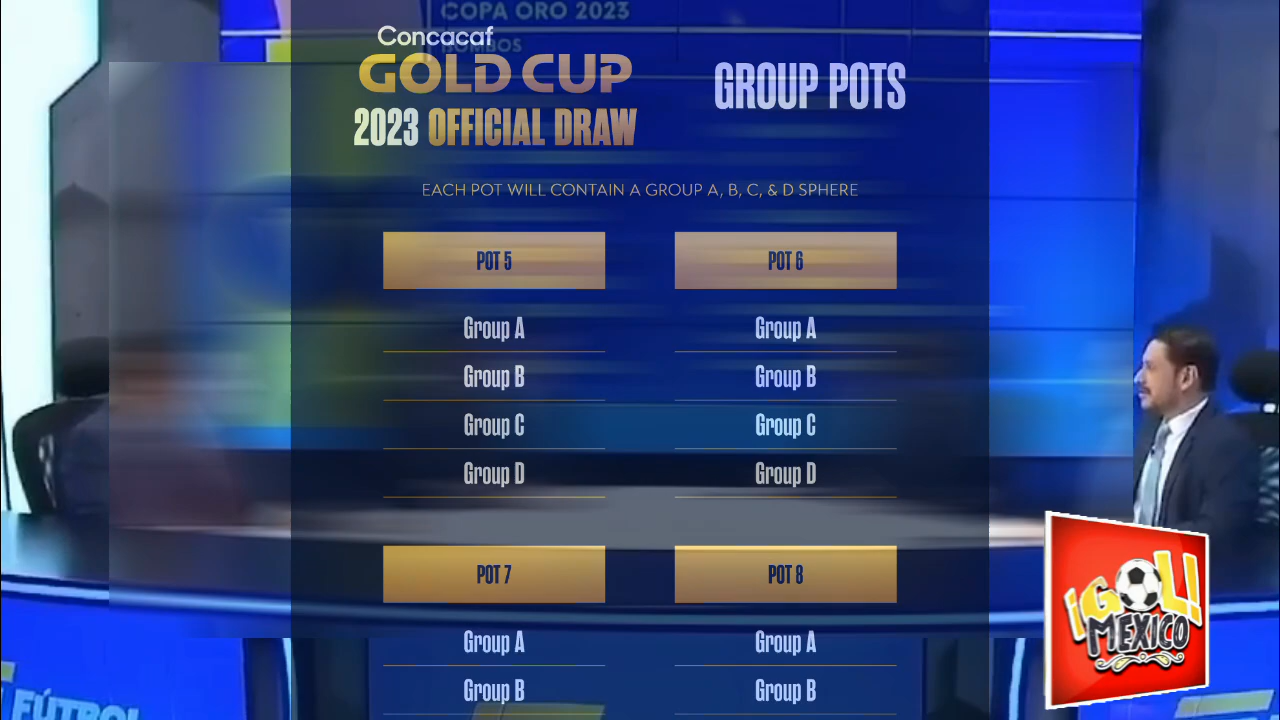 COPA ORO 2023
BOMBOS
Concacaf
GOLD CUP
2023 OFFICIAL DRAW
GROUP POTS
EACH POT WILL CONTAIN A GROUP A, B, C, & D SPHERE
POT 5
POT 6
Group A
Group A
Group B
Group B
Group C
Group C
Group D
Group D
POT 7
POT 8
Group A
Group A
Group B
Group B
¡GOL!
MEXICO
FÚTBOL